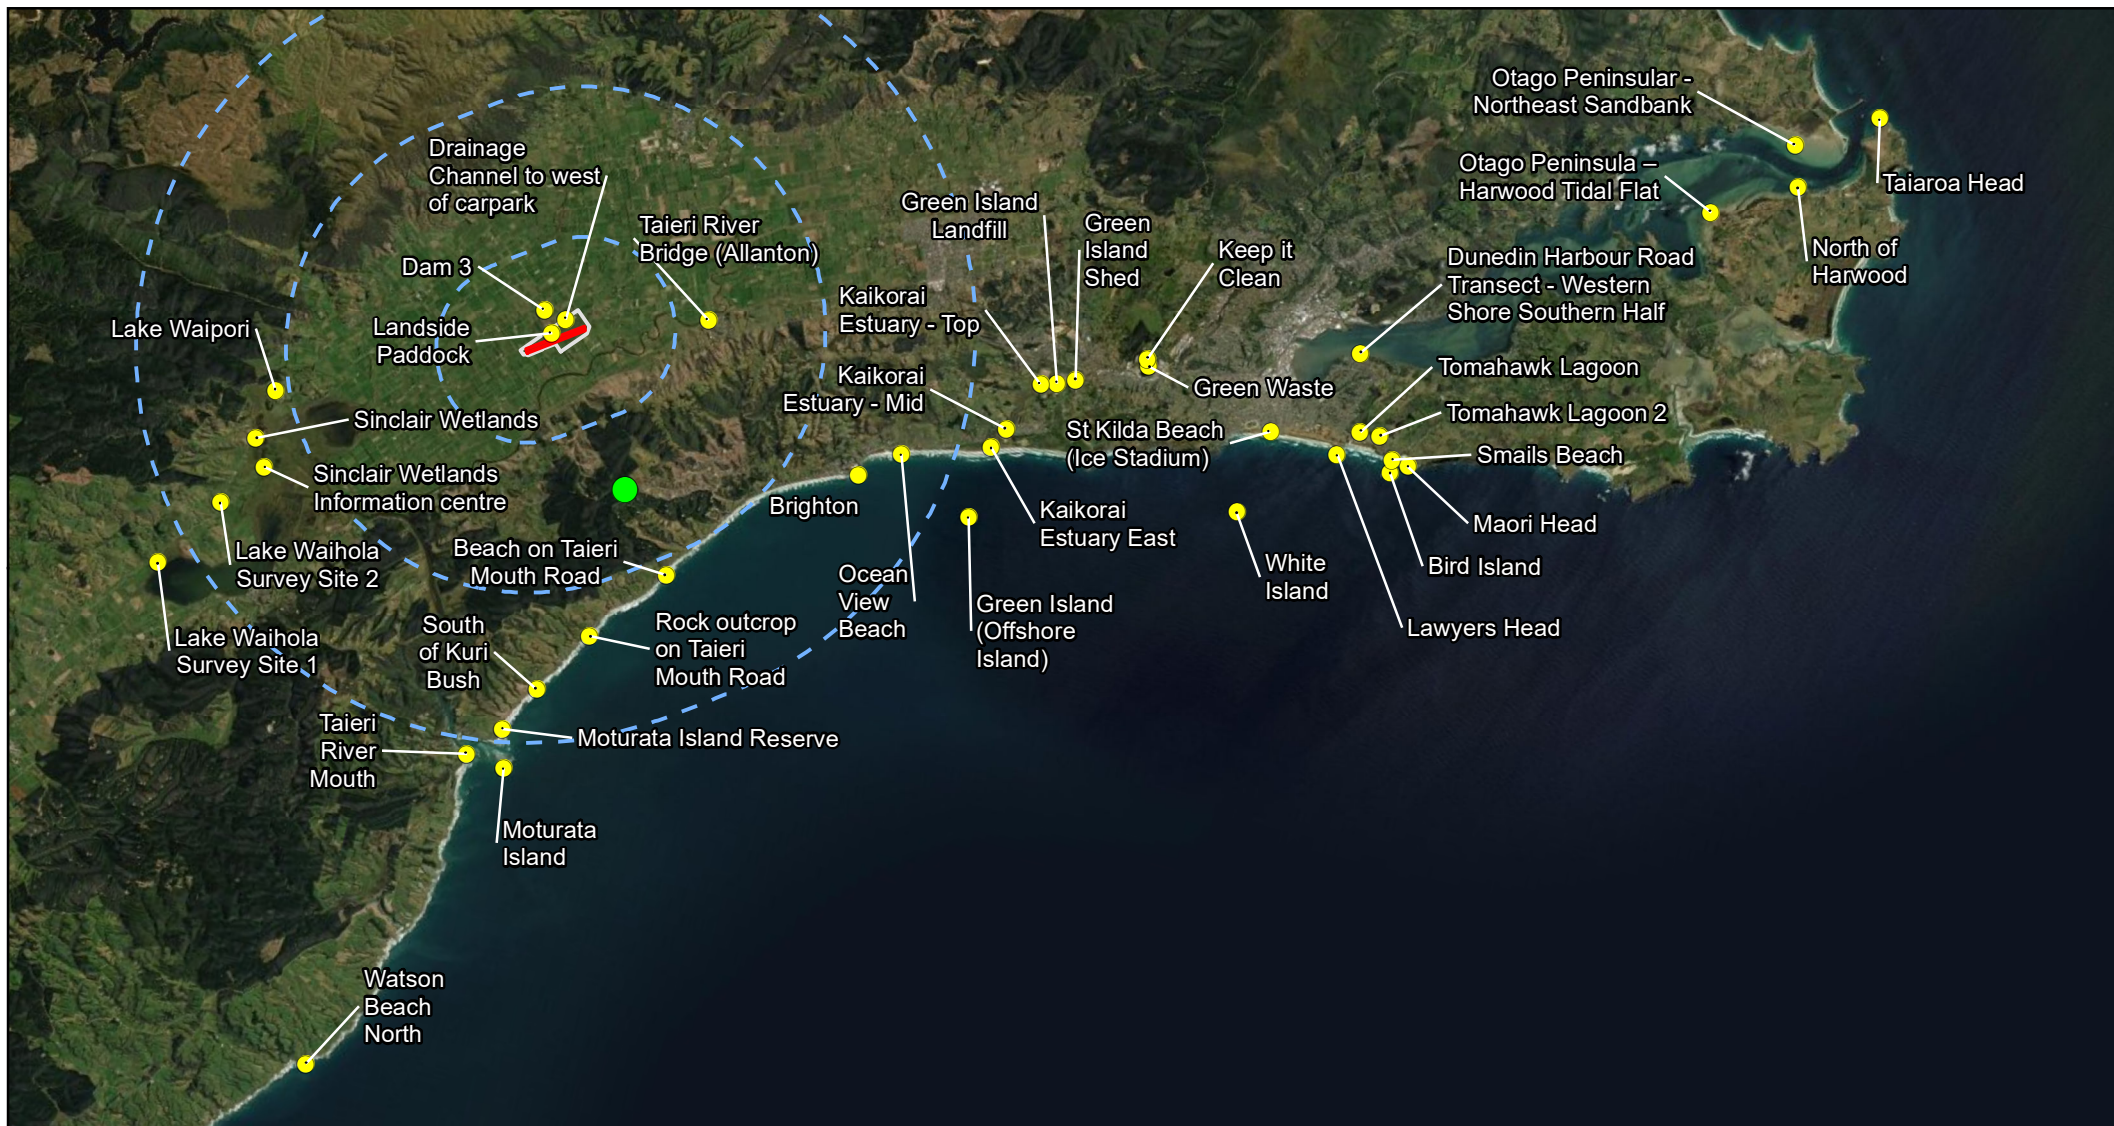 Otago Peninsular -
Northeast Sandbank
Drainage
Channel to west
of carpark
Otago Peninsula –
Harwood Tidal Flat
Taiaroa Head
Green Island
Landfill
Taieri River
Bridge (Allanton)
Green
Island
Shed
Keep it
Clean
North of
Harwood
Dunedin Harbour Road
Transect - Western
Shore Southern Half
Dam 3
Kaikorai
Estuary - Top
Lake Waipori
Landside
Paddock
Kaikorai
Estuary - Mid
Green Waste
Tomahawk Lagoon
Tomahawk Lagoon 2
Sinclair Wetlands
St Kilda Beach
(Ice Stadium)
Smails Beach
Sinclair Wetlands
Information centre
Brighton
Kaikorai
Estuary East
Maori Head
Lake Waihola
Survey Site 2
Beach on Taieri
Mouth Road
Ocean
View
Beach
White
Island
Bird Island
Green Island
(Offshore
Island)
Lawyers Head
Lake Waihola
Survey Site 1
South
of Kuri
Bush
Rock outcrop
on Taieri
Mouth Road
Taieri
River
Mouth
Moturata Island Reserve
Moturata
Island
Watson
Beach
North